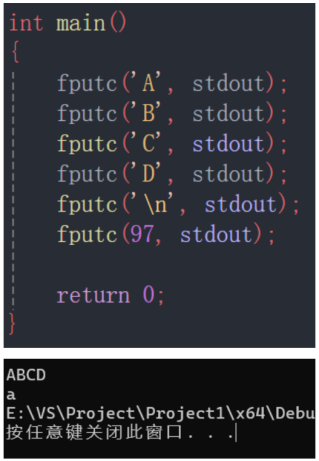 int main()
{
fputc('A', stdout);
fputc('B', stdout);
fputc('C', stdout);
fputc('D', stdout);
fputc('\n', stdout);
fputc(97, stdout);
return 0;
}
ABCD
a
E:\VS\Project\Project1\x64\Debu
按任意键关闭此窗口. . .